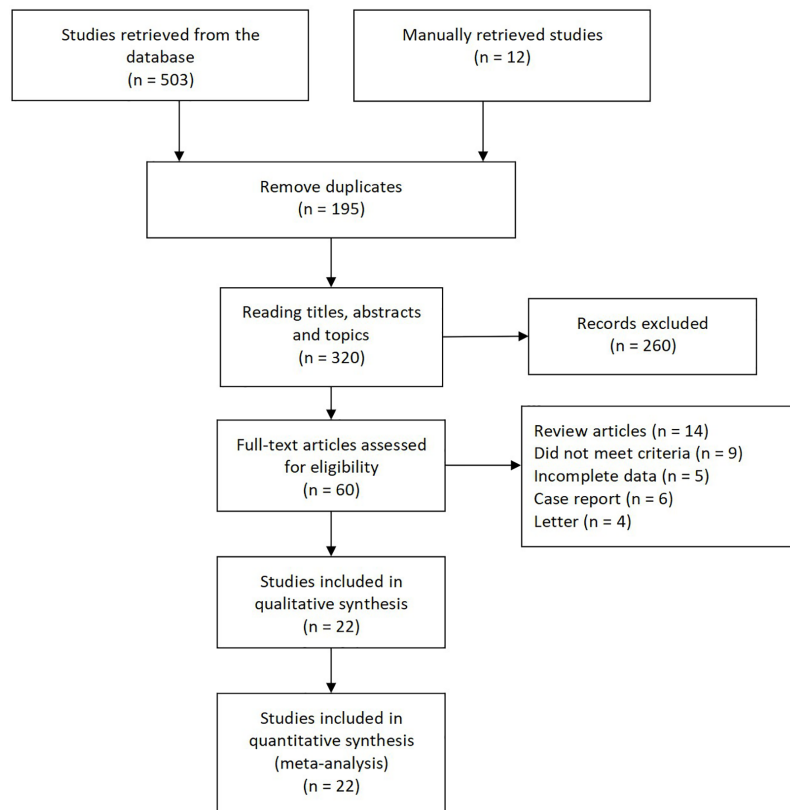 Studies retrieved from the
database
(n = 503)
Manually retrieved studies
(n = 12)
Remove duplicates
(n = 195)
Reading titles, abstracts
and topics
(n = 320)
Records excluded
(n = 260)
Full-text articles assessed
for eligibility
(n = 60)
Review articles (n = 14)
Did not meet criteria (n = 9)
Incomplete data (n = 5)
Case report (n = 6)
Letter (n = 4)
Studies included in
qualitative synthesis
(n = 22)
Studies included in
quantitative synthesis
(meta-analysis)
(n = 22)